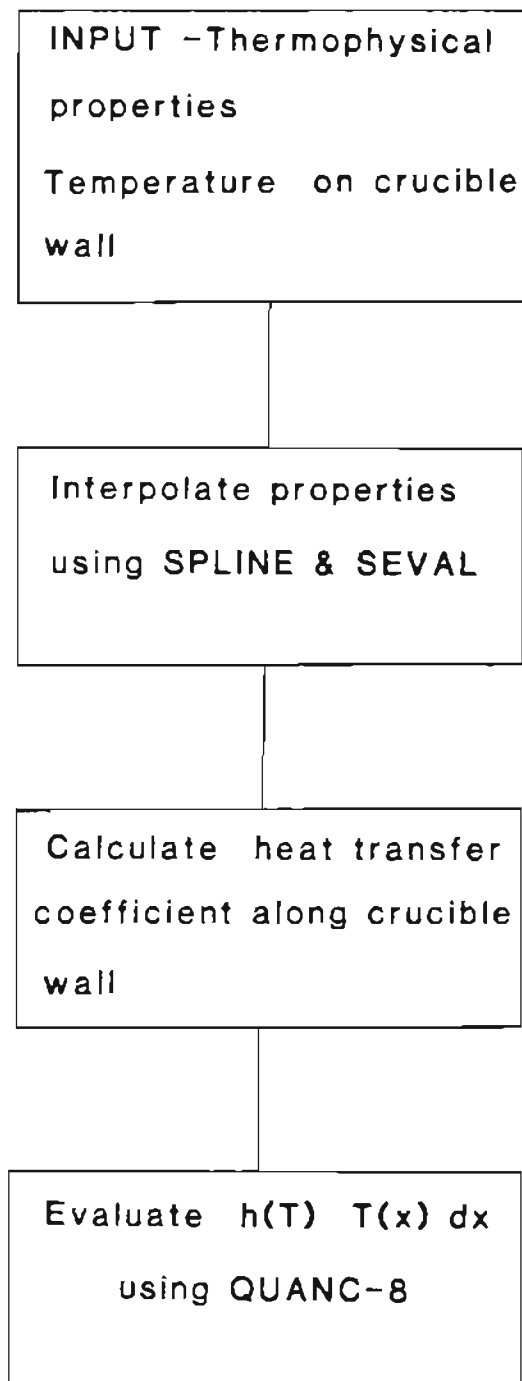 INPUT -Thermophysical
properties
Temperature on crucible
wall
Interpolate properties
using SPLINE & SEVAL
Calculate heat transfer
coefficient along crucible
wall
Evaluate h(T) T(x) dx
using QUANC-8